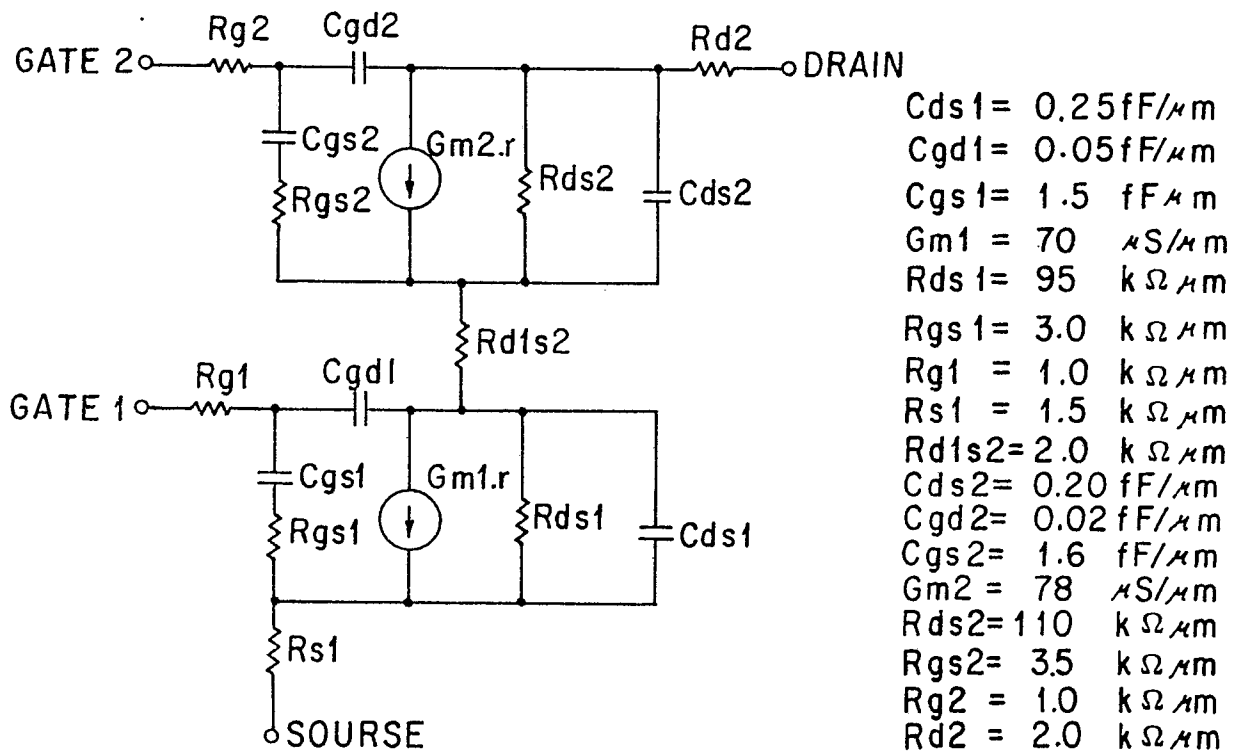 Rg2
Cgd2
Rd2
GATE 2
DRAIN
Cgs2
Gm2.r
Rgs2
Rds2
Cds2
Rd1s2
Rg1
Cgd1
GATE 1
Cgs1
Gm1.r
Rgs1
Rds1
Cds1
Rs1
SOURSE
Cds1= 0.25fF/μm
Cgd1= 0.05fF/μm
Cgs1= 1.5 fFμm
Gm1 = 70 μS/μm
Rds1= 95 kΩμm
Rgs1= 3.0 kΩμm
Rg1 = 1.0 kΩμm
Rs1 = 1.5 kΩμm
Rd1s2= 2.0 kΩμm
Cds2= 0.20 fF/μm
Cgd2= 0.02 fF/μm
Cgs2= 1.6 fF/μm
Gm2 = 78 μS/μm
Rds2= 110 kΩμm
Rgs2= 3.5 kΩμm
Rg2 = 1.0 kΩμm
Rd2 = 2.0 kΩμm